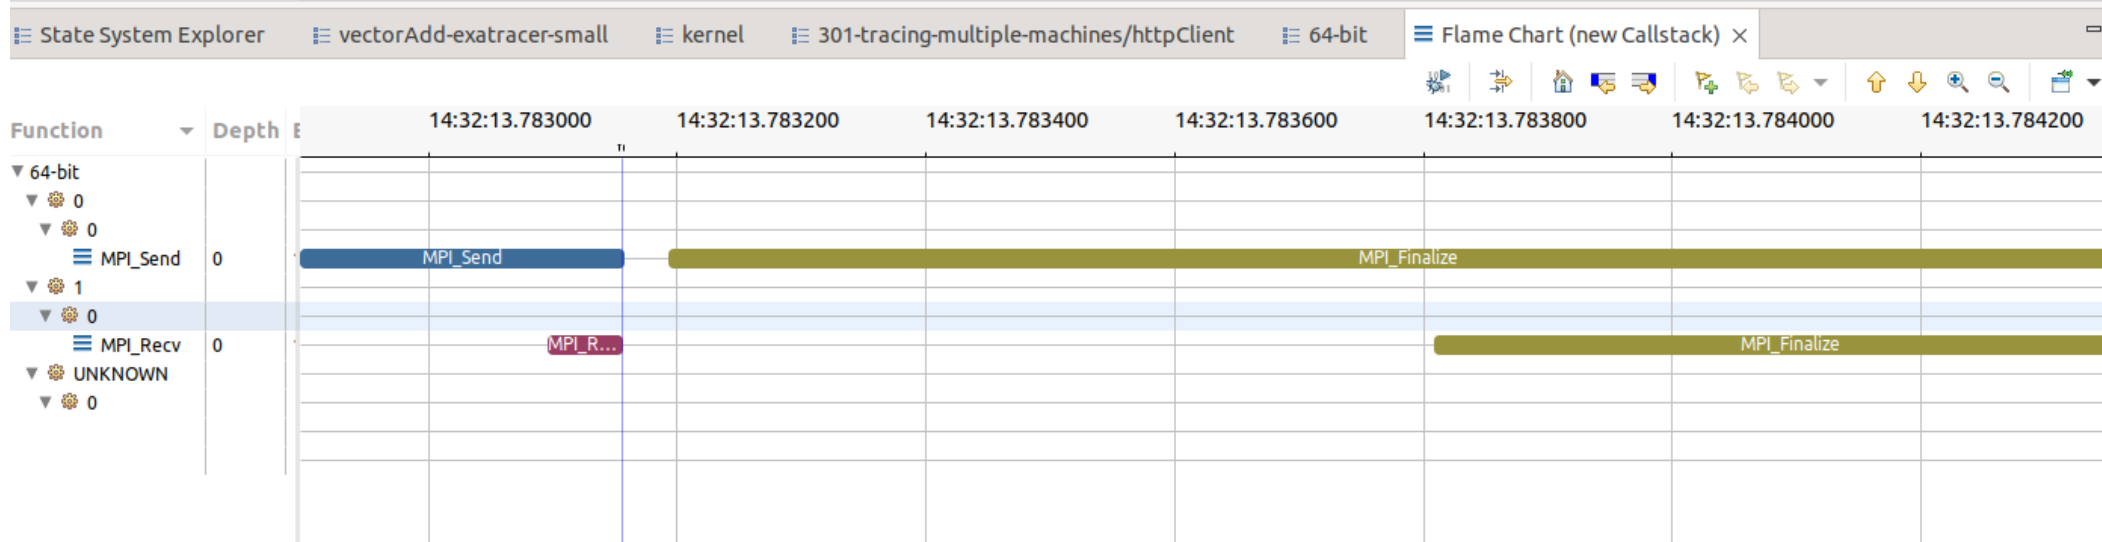 State System Explorer vectorAdd-exatracer-small kernel 301-tracing-multiple-machines/httpClient 64-bit Flame Chart (new Callstack)
Function Depth 14:32:13.783000 14:32:13.783200 14:32:13.783400 14:32:13.783600 14:32:13.783800 14:32:13.784000 14:32:13.784200
64-bit
0
0
MPI_Send 0 MPI_Send MPI_Finalize
1
0
MPI_Recv 0 MPI_R... MPI_Finalize
UNKNOWN
0